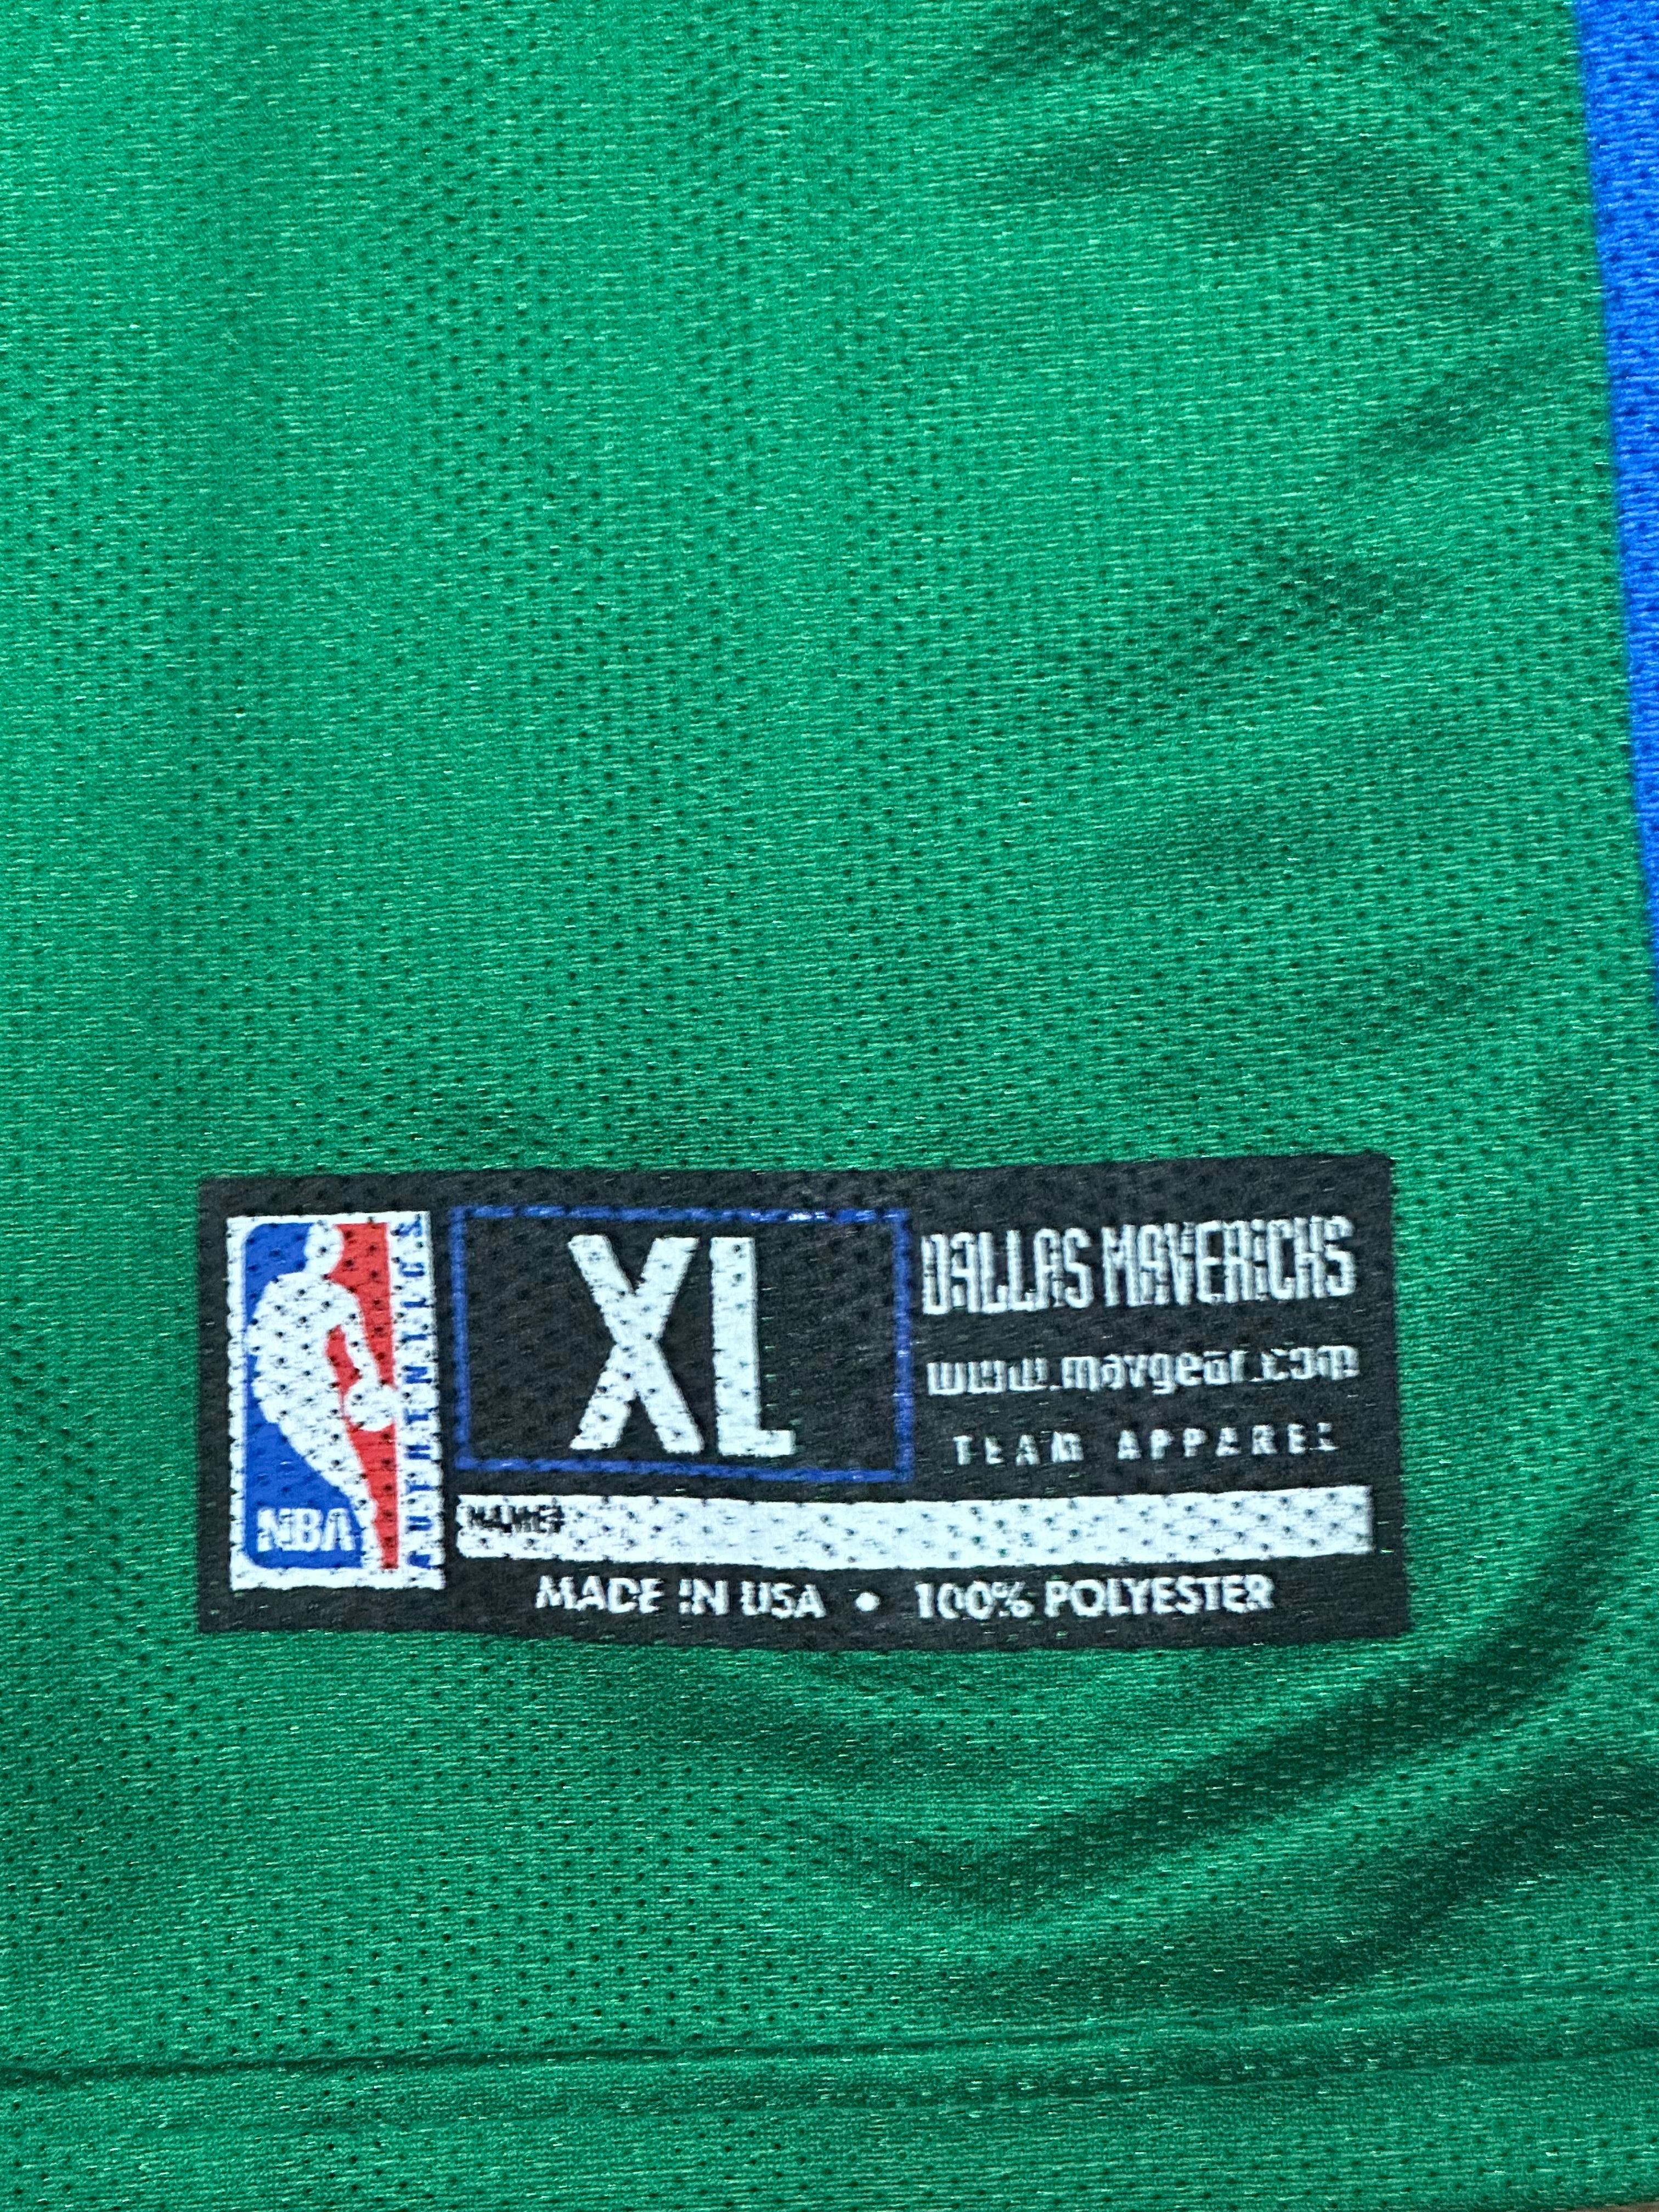 NBA
AUTHENTICS
XL
DALLAS MAVERICKS
www.mavgear.com
TEAM APPAREL
NAME:
MADE IN USA • 100% POLYESTER